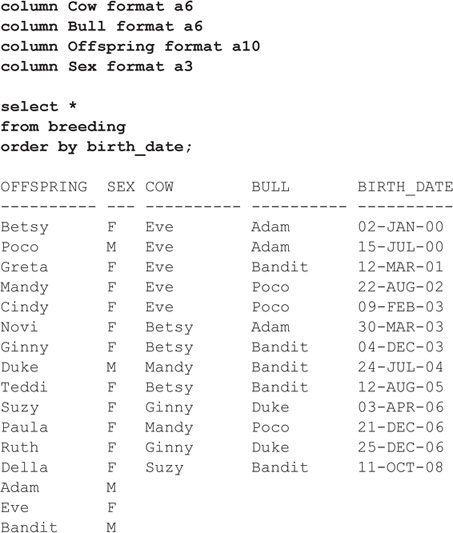 column Cow format a6
column Bull format a6
column Offspring format a10
column Sex format a3
select *
from breeding
order by birth_date;
OFFSPRING SEX COW BULL BIRTH_DATE
---------- --- ---------- ---------- ----------
Betsy F Eve Adam 02-JAN-00
Poco M Eve Adam 15-JUL-00
Greta F Eve Bandit 12-MAR-01
Mandy F Eve Poco 22-AUG-02
Cindy F Eve Poco 09-FEB-03
Novi F Betsy Adam 30-MAR-03
Ginny F Betsy Bandit 04-DEC-03
Duke M Mandy Bandit 24-JUL-04
Teddi F Betsy Bandit 12-AUG-05
Suzy F Ginny Duke 03-APR-06
Paula F Mandy Poco 21-DEC-06
Ruth F Ginny Duke 25-DEC-06
Della F Suzy Bandit 11-OCT-08
Adam M
Eve F
Bandit M